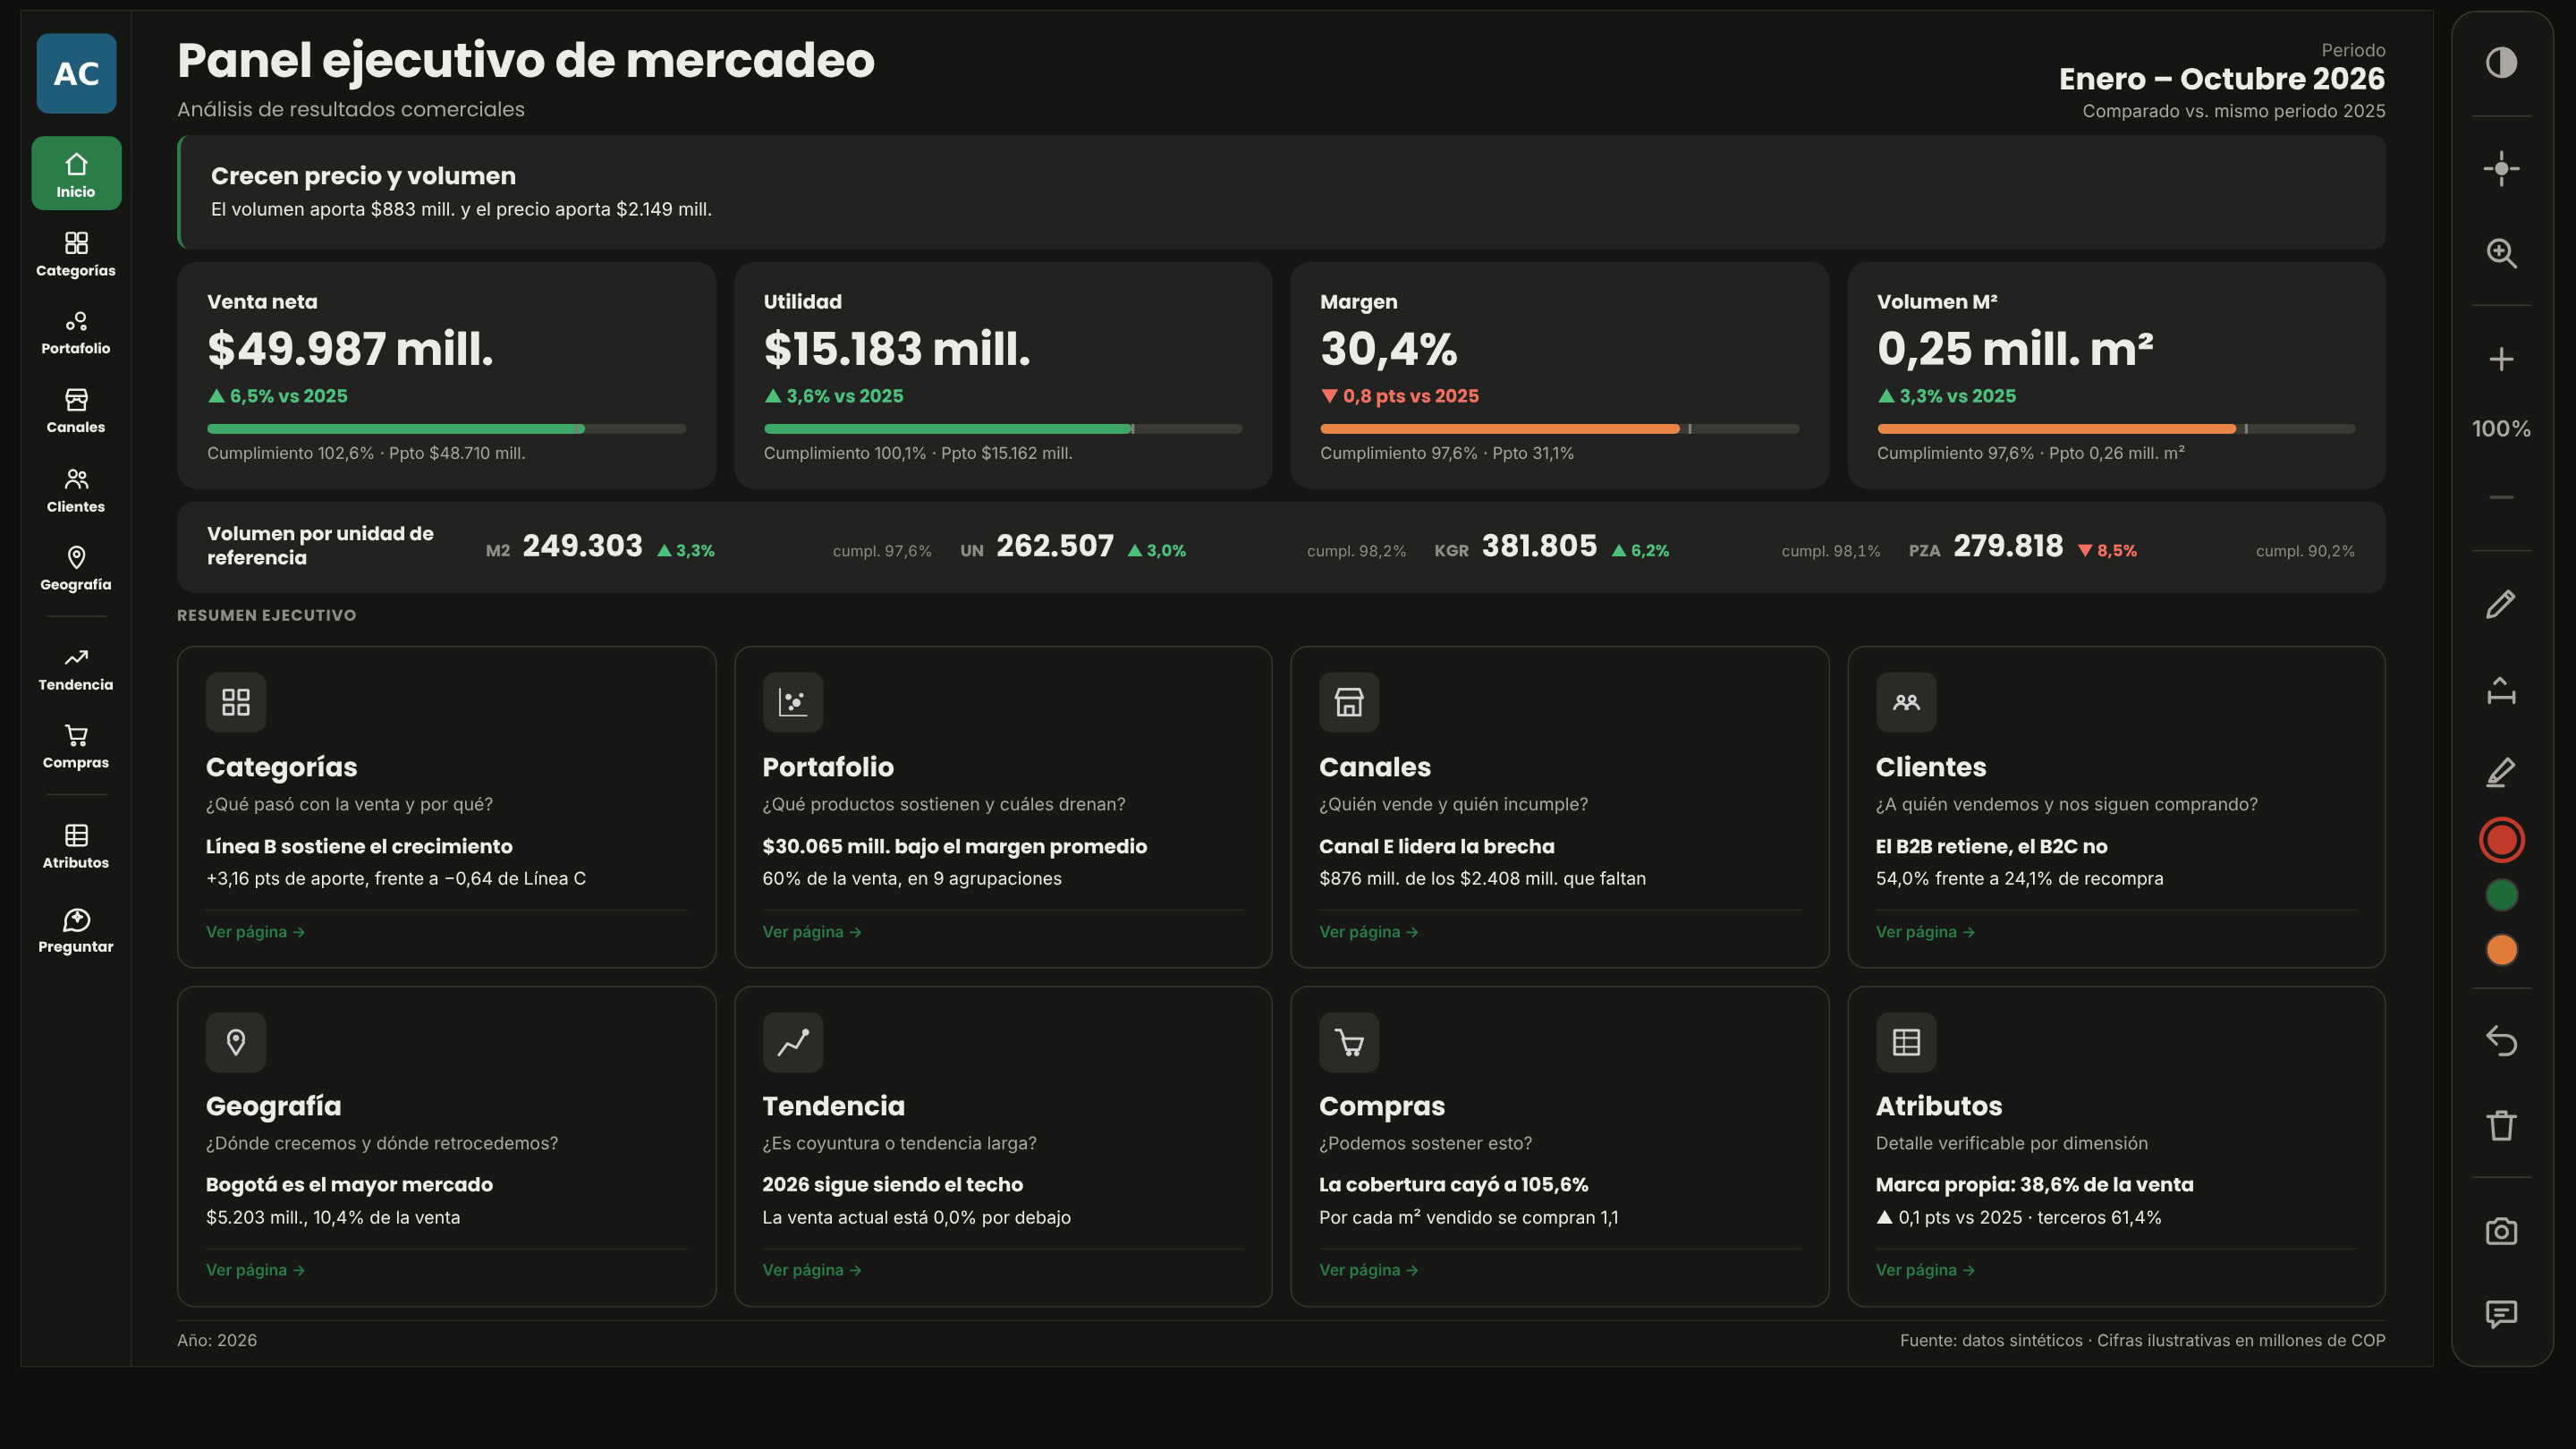 AC
Inicio
Categorías
Portafolio
Canales
Clientes
Geografía
Tendencia
Compras
Atributos
Preguntar
Panel ejecutivo de mercadeo
Análisis de resultados comerciales
Periodo
Enero – Octubre 2026
Comparado vs. mismo periodo 2025
Crecen precio y volumen
El volumen aporta $883 mill. y el precio aporta $2.149 mill.
Venta neta
$49.987 mill.
▲ 6,5% vs 2025
Cumplimiento 102,6% · Ppto $48.710 mill.
Utilidad
$15.183 mill.
▲ 3,6% vs 2025
Cumplimiento 100,1% · Ppto $15.162 mill.
Margen
30,4%
▼ 0,8 pts vs 2025
Cumplimiento 97,6% · Ppto 31,1%
Volumen M²
0,25 mill. m²
▲ 3,3% vs 2025
Cumplimiento 97,6% · Ppto 0,26 mill. m²
Volumen por unidad de
referencia
M2 249.303 ▲ 3,3% cumpl. 97,6%
UN 262.507 ▲ 3,0% cumpl. 98,2%
KGR 381.805 ▲ 6,2% cumpl. 98,1%
PZA 279.818 ▼ 8,5% cumpl. 90,2%
RESUMEN EJECUTIVO
Categorías
¿Qué pasó con la venta y por qué?
Línea B sostiene el crecimiento
+3,16 pts de aporte, frente a −0,64 de Línea C
Ver página →
Portafolio
¿Qué productos sostienen y cuáles drenan?
$30.065 mill. bajo el margen promedio
60% de la venta, en 9 agrupaciones
Ver página →
Canales
¿Quién vende y quién incumple?
Canal E lidera la brecha
$876 mill. de los $2.408 mill. que faltan
Ver página →
Clientes
¿A quién vendemos y nos siguen comprando?
El B2B retiene, el B2C no
54,0% frente a 24,1% de recompra
Ver página →
Geografía
¿Dónde crecemos y dónde retrocedemos?
Bogotá es el mayor mercado
$5.203 mill., 10,4% de la venta
Ver página →
Tendencia
¿Es coyuntura o tendencia larga?
2026 sigue siendo el techo
La venta actual está 0,0% por debajo
Ver página →
Compras
¿Podemos sostener esto?
La cobertura cayó a 105,6%
Por cada m² vendido se compran 1,1
Ver página →
Atributos
Detalle verificable por dimensión
Marca propia: 38,6% de la venta
▲ 0,1 pts vs 2025 · terceros 61,4%
Ver página →
Año: 2026
Fuente: datos sintéticos · Cifras ilustrativas en millones de COP
100%